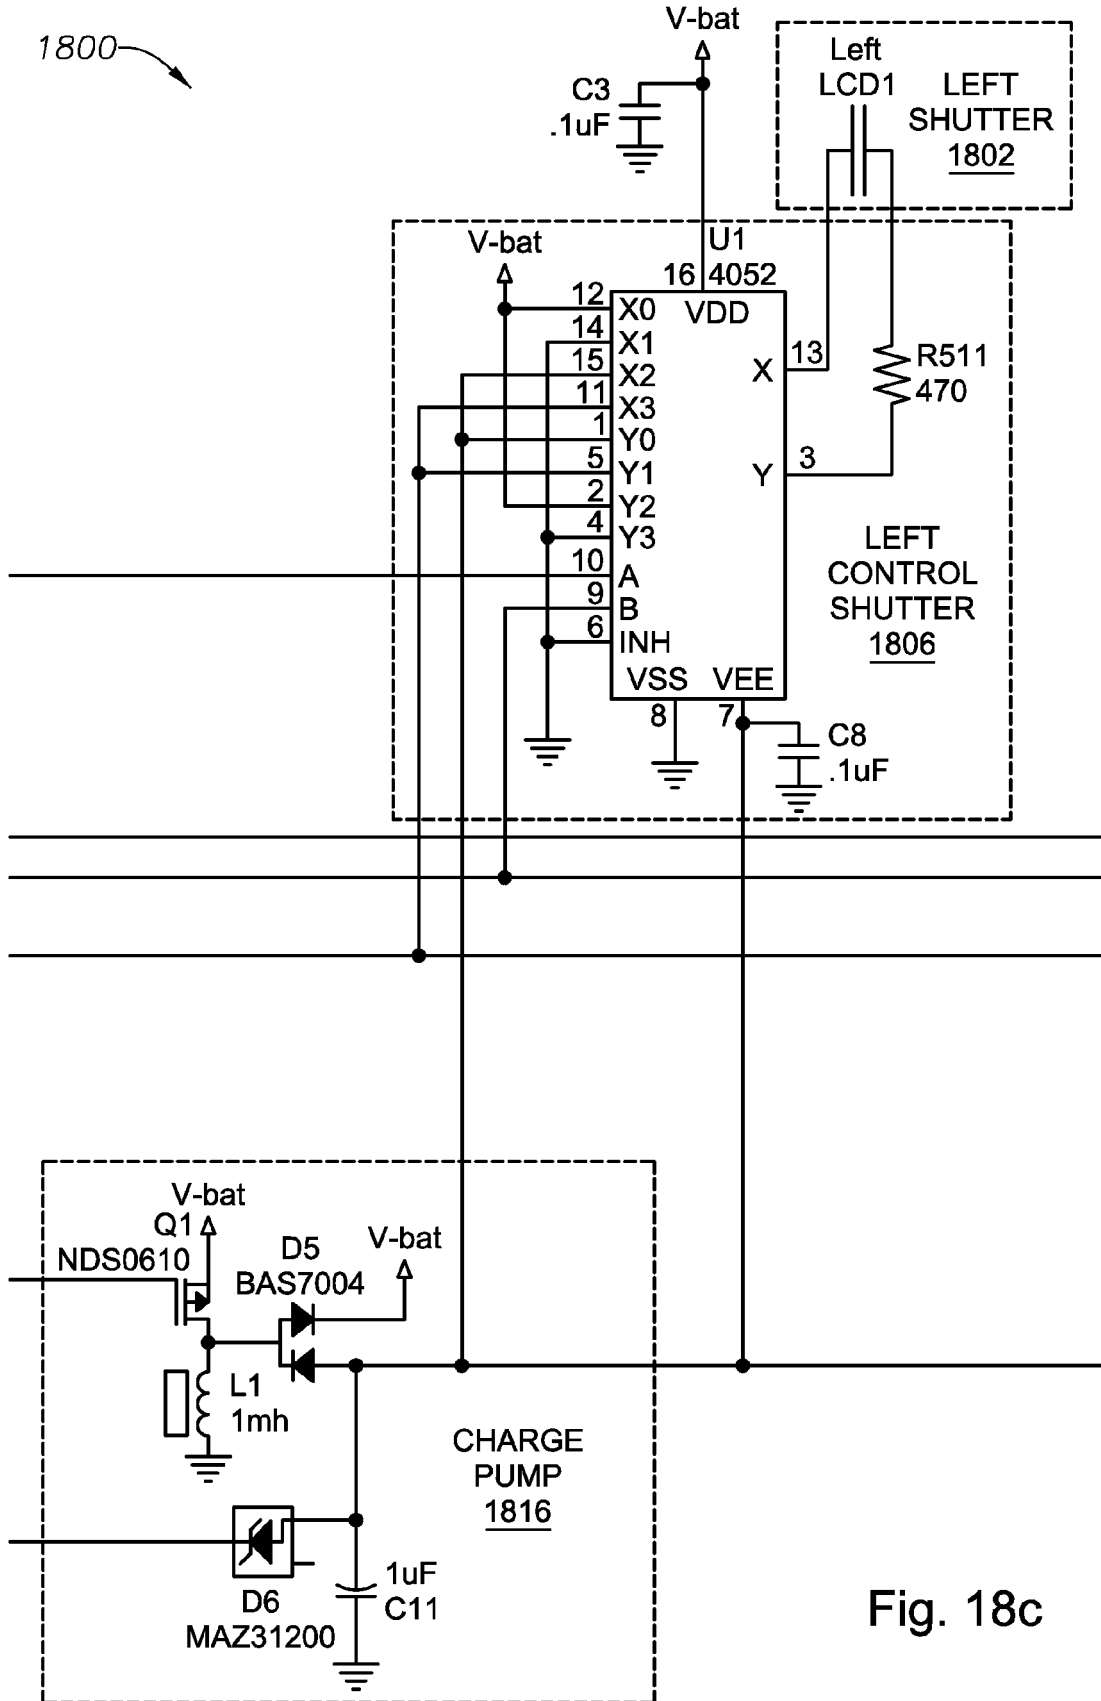 1800
V-bat
C3
.1uF
Left
LCD1
LEFT
SHUTTER
1802
V-bat
U1
16 4052
VDD
12 X0
14 X1
15 X2
11 X3
1 Y0
5 Y1
2 Y2
4 Y3
10 A
9 B
6 INH
X 13
Y 3
R511
470
VSS VEE
8 7
C8
.1uF
LEFT
CONTROL
SHUTTER
1806
V-bat
Q1
NDS0610
D5
BAS7004
V-bat
L1
1mh
CHARGE
PUMP
1816
D6
MAZ31200
1uF
C11
Fig. 18c